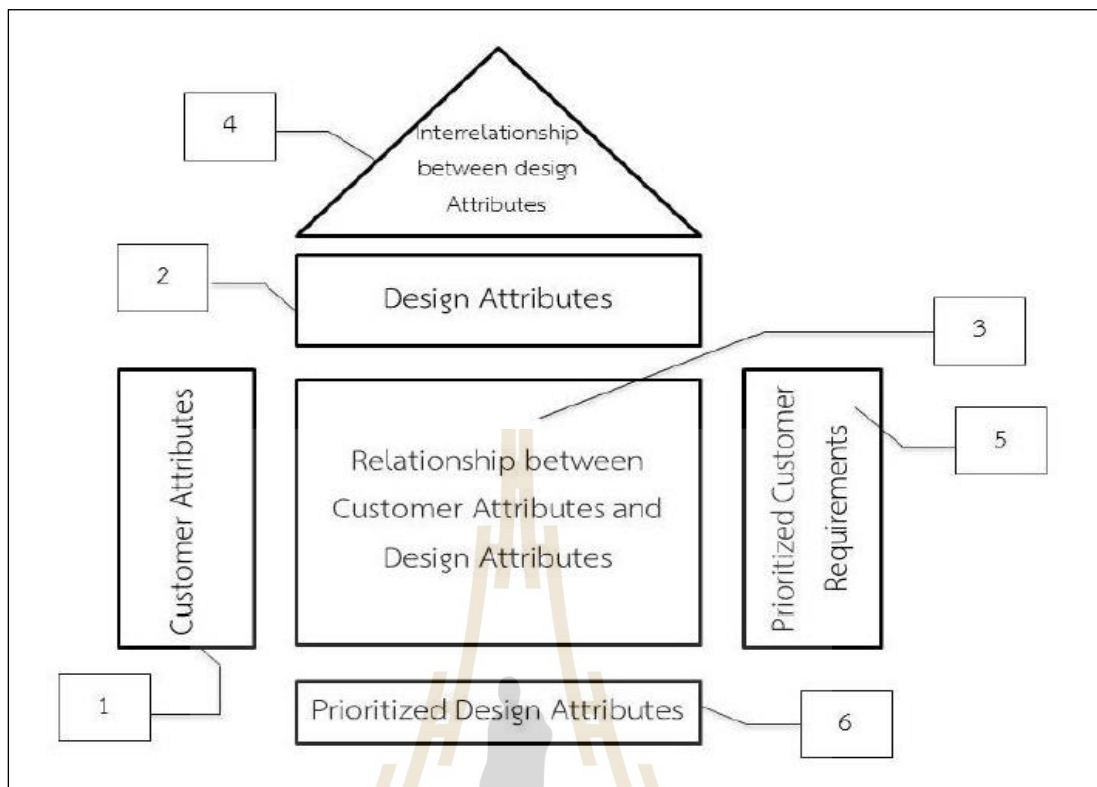 4
Interrelationship
between design
Attributes
2
Design Attributes
3
Customer Attributes
Relationship between
Customer Attributes and
Design Attributes
Prioritized Customer
Requirements
5
1
Prioritized Design Attributes
6